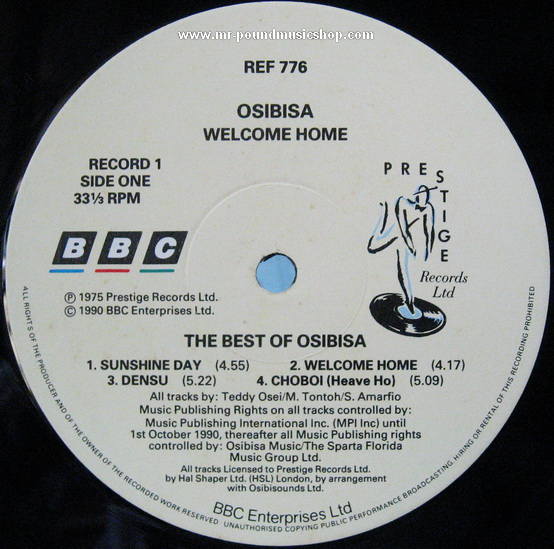 www.mr-poundmusicshop.com
REF 776
OSIBISA
WELCOME HOME
RECORD 1
SIDE ONE
33⅓ RPM
PRESTIGE
Records
Ltd
BBC
Ⓟ 1975 Prestige Records Ltd.
© 1990 BBC Enterprises Ltd.
THE BEST OF OSIBISA
1. SUNSHINE DAY (4.55) 2. WELCOME HOME (4.17)
3. DENSU (5.22) 4. CHOBOI (Heave Ho) (5.09)
All tracks by: Teddy Osei/M. Tontoh/S. Amarfio
Music Publishing Rights on all tracks controlled by:
Music Publishing International Inc. (MPI Inc) until
1st October 1990, thereafter all Music Publishing rights
controlled by: Osibisa Music/The Sparta Florida
Music Group Ltd.
All tracks Licensed to Prestige Records Ltd.
by Hal Shaper Ltd. (HSL) London, by arrangement
with Osibisounds Ltd.
BBC Enterprises Ltd
ALL RIGHTS OF THE PRODUCER AND OF THE OWNER OF THE RECORDED WORK RESERVED. UNAUTHORISED COPYING PUBLIC PERFORMANCE BROADCASTING. HIRING OR RENTAL OF THIS RECORDING PROHIBITED